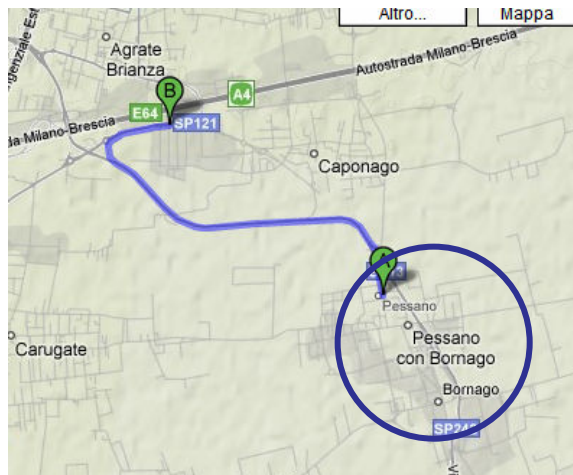 Altro...
Mappa
Agrate
Brianza
Autostrada Milano-Brescia
A4
B
E64
SP121
da Milano-Brescia
Caponago
A
Pessano
Pessano
con Bornago
Carugate
Bornago